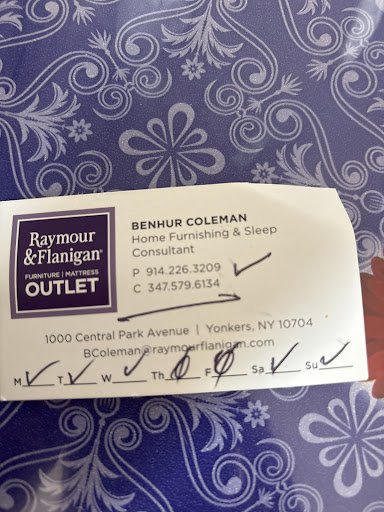 Raymour
& Flanigan®
FURNITURE | MATTRESS
OUTLET
BENHUR COLEMAN
Home Furnishing & Sleep
Consultant
P 914.226.3209 ✓
C 347.579.6134
1000 Central Park Avenue | Yonkers, NY 10704
BColeman@raymourflanigan.com
M ✓ T ✓ W ✓ Th Ø F Ø Sa ✓ Su ✓